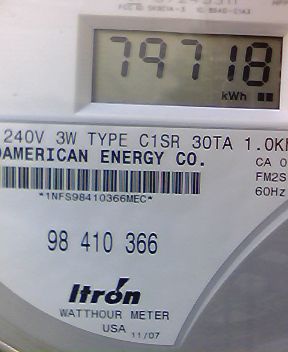 79718
kWh
240V 3W TYPE C1SR 30TA 1.0K
OAMERICAN ENERGY CO.
CA 0
FM2S
60Hz
*1NFS98410366MEC*
98 410 366
Itron
WATTHOUR METER
USA 11/07